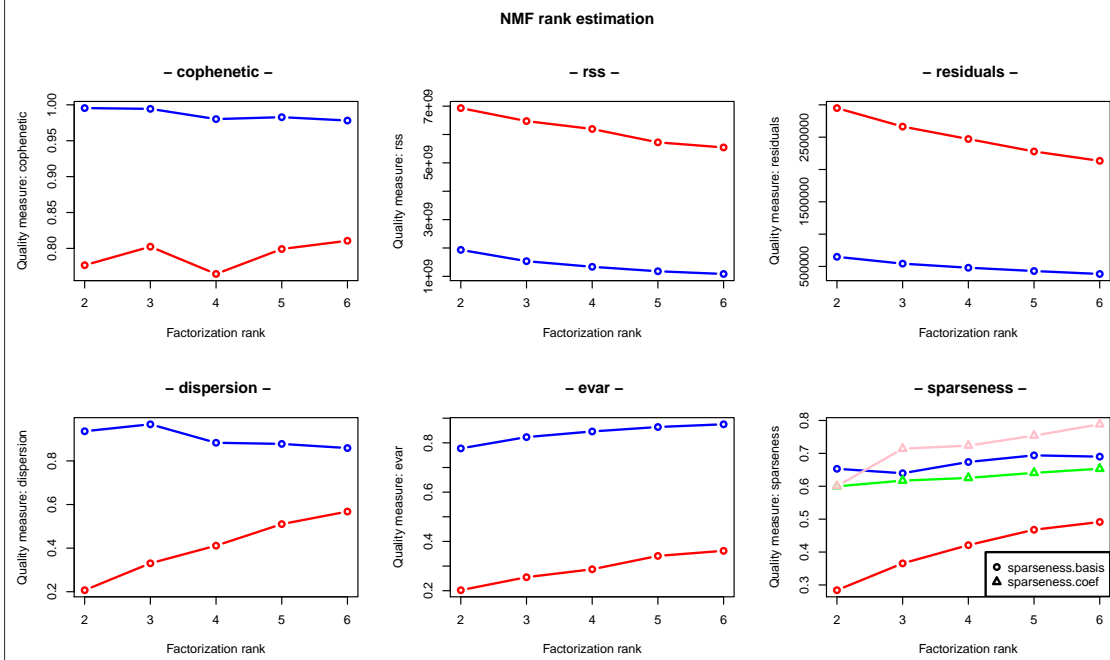 NMF rank estimation
– cophenetic –
Quality measure: cophenetic
0.80 0.85 0.90 0.95 1.00
2 3 4 5 6
Factorization rank
– rss –
Quality measure: rss
1e+09 3e+09 5e+09 7e+09
2 3 4 5 6
Factorization rank
– residuals –
Quality measure: residuals
500000 1500000 2500000
2 3 4 5 6
Factorization rank
– dispersion –
Quality measure: dispersion
0.2 0.4 0.6 0.8
2 3 4 5 6
Factorization rank
– evar –
Quality measure: evar
0.2 0.4 0.6 0.8
2 3 4 5 6
Factorization rank
– sparseness –
Quality measure: sparseness
0.3 0.4 0.5 0.6 0.7 0.8
sparseness.basis
sparseness.coef
2 3 4 5 6
Factorization rank